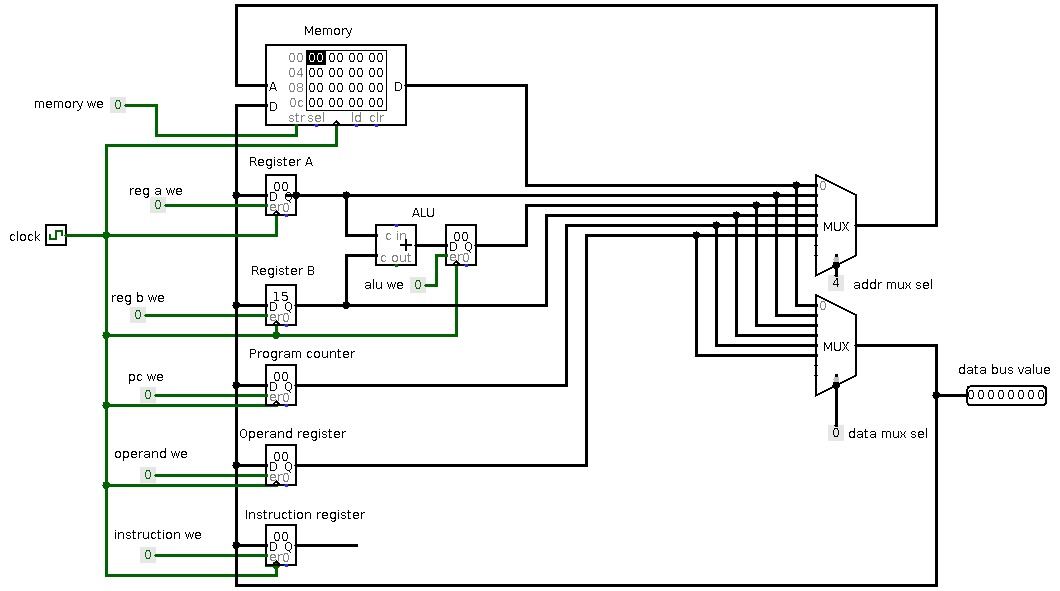 Memory
00 00 00 00 00
04 00 00 00 00
08 00 00 00 00
0c 00 00 00 00
A
D
D
str sel ld clr
memory we 0
Register A
00
D Q
en 0
reg a we
0
clock
ALU
c in
+
c out
00
D Q
en 0
alu we 0
Register B
15
D Q
en 0
reg b we
0
Program counter
00
D Q
en 0
pc we
0
Operand register
00
D Q
en 0
operand we
0
Instruction register
00
D Q
en 0
instruction we
0
0
MUX
4 addr mux sel
0
MUX
0 data mux sel
data bus value
00000000